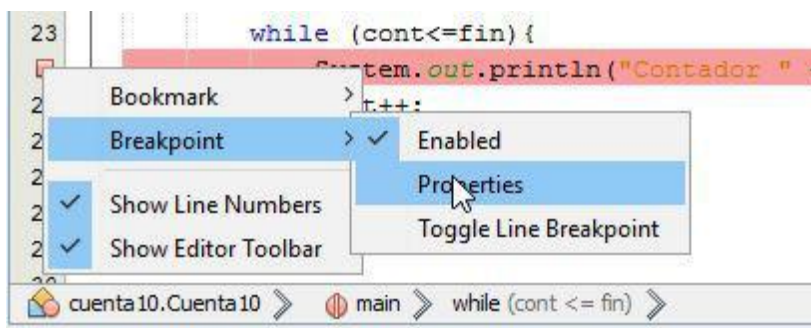 23 while (cont<=fin){
System.out.println("Contador "
Bookmark
t++;
Breakpoint
Enabled
Properties
Show Line Numbers
Toggle Line Breakpoint
Show Editor Toolbar
cuenta10.Cuenta10 main while (cont <= fin)